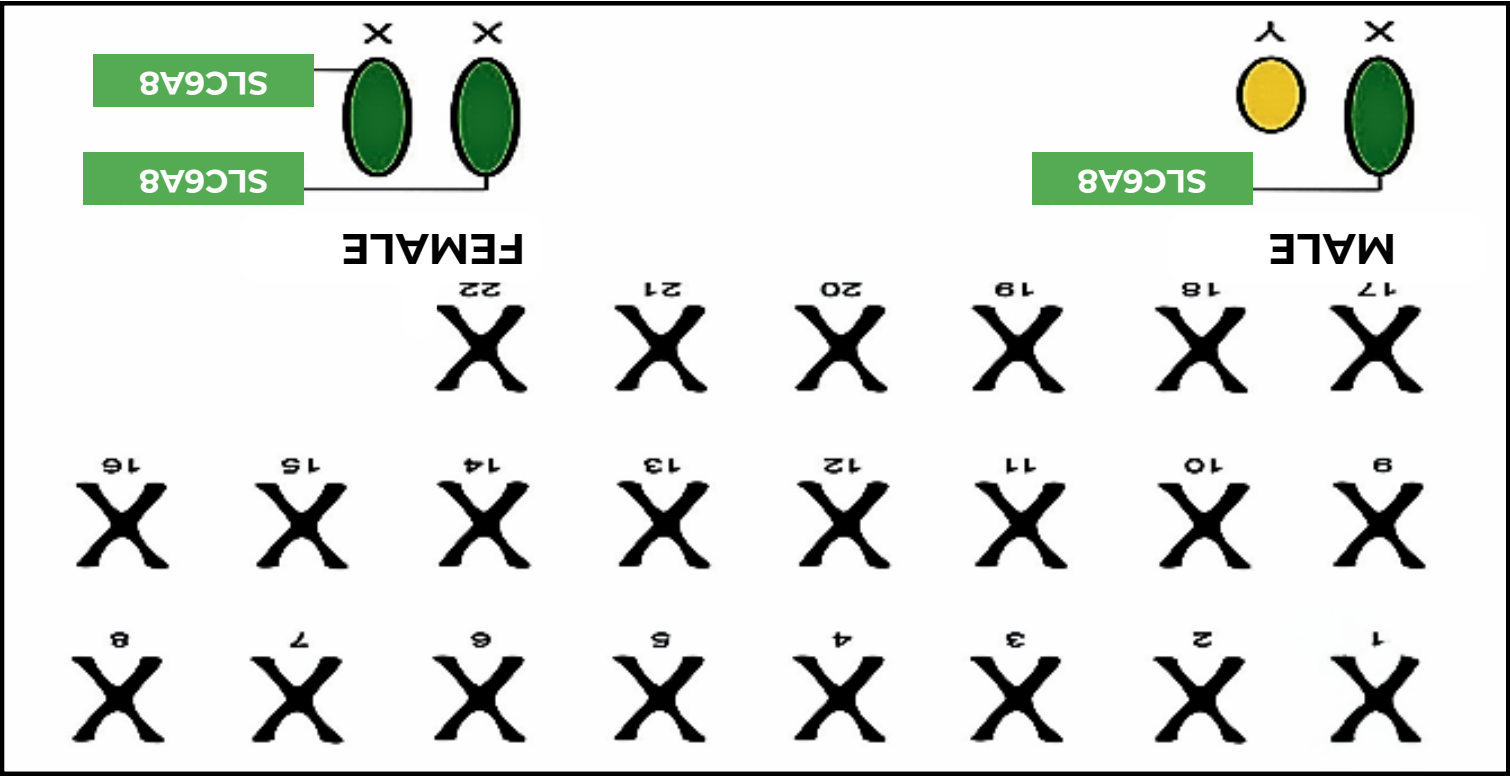 1 2 3 4 5 6 7 8
9 10 11 12 13 14 15 16
17 18 19 20 21 22
MALE FEMALE
SLC6A8 SLC6A8
SLC6A8
X Y X X